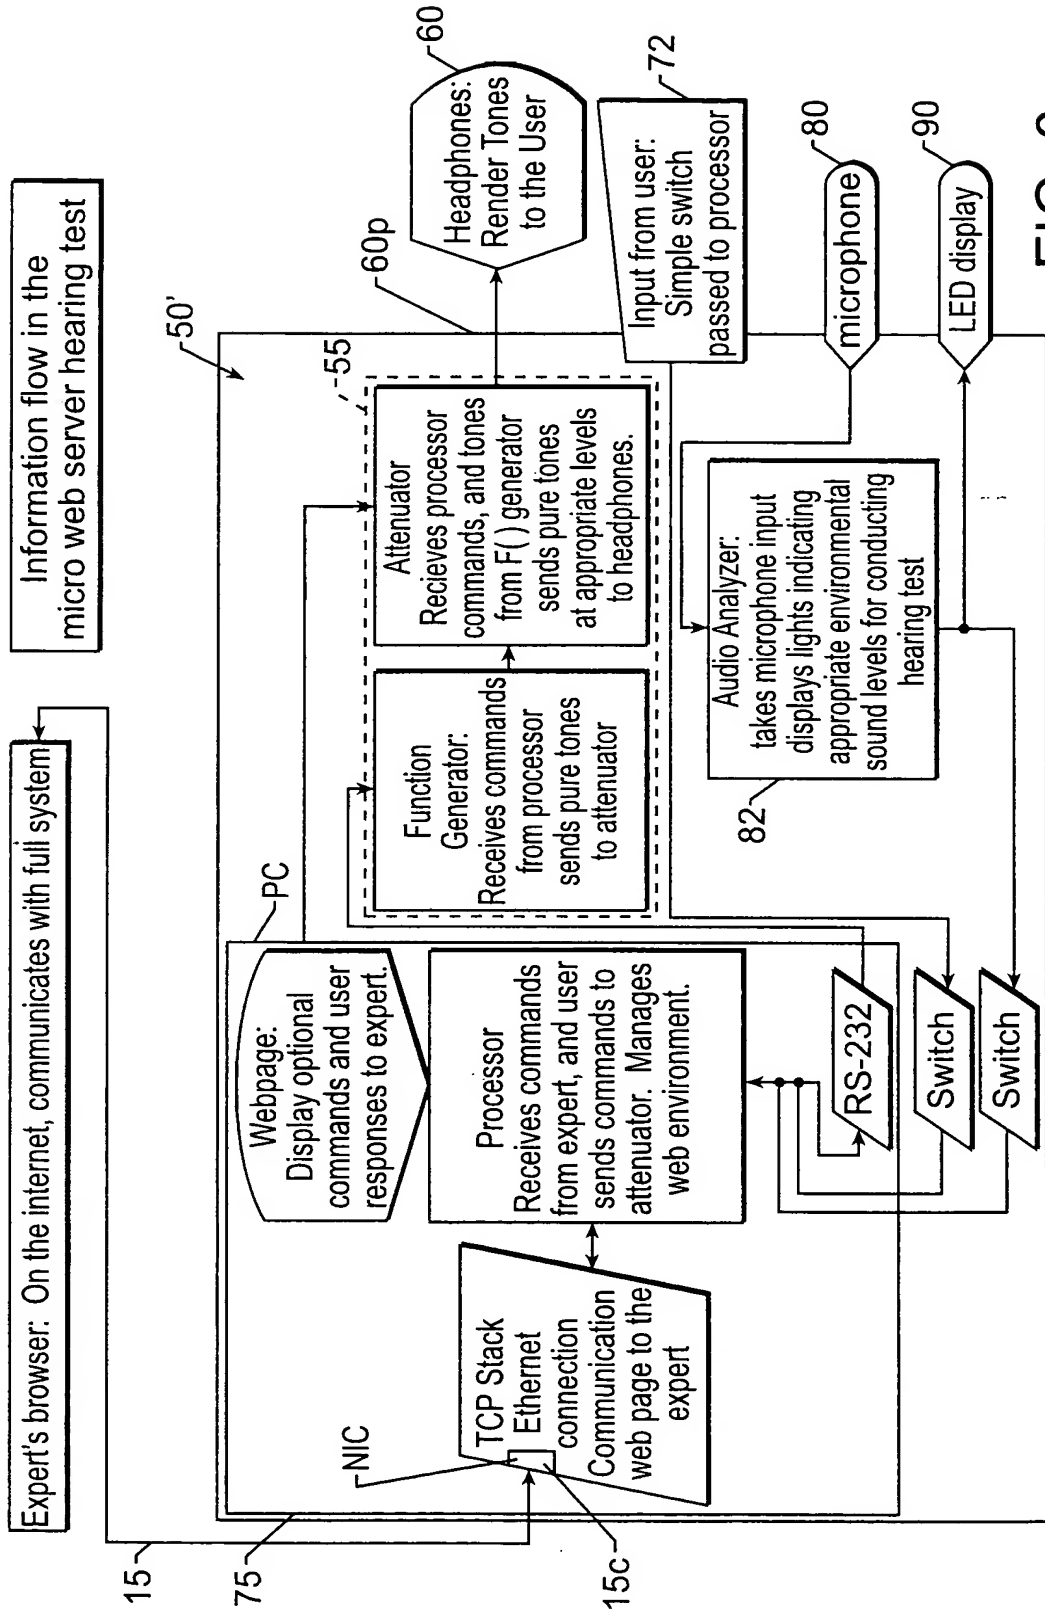 Information flow in the
micro web server hearing test
Expert's browser: On the internet, communicates with full system
15
75
NIC
15c
TCP Stack
Ethernet
connection
Communication
web page to the
expert
PC
Webpage:
Display optional
commands and user
responses to expert.
Processor
Receives commands
from expert, and user
sends commands to
attenuator. Manages
web environment.
RS-232
Switch
Switch
50'
55
Function
Generator:
Receives commands
from processor
sends pure tones
to attenuator
Attenuator
Recieves processor
commands, and tones
from F( ) generator
sends pure tones
at appropriate levels
to headphones.
60p
60
Headphones:
Render Tones
to the User
72
Input from user:
Simple switch
passed to processor
82
Audio Analyzer:
takes microphone input
displays lights indicating
appropriate environmental
sound levels for conducting
hearing test
80
microphone
90
LED display